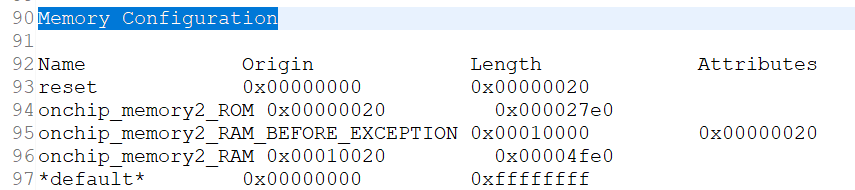 90 Memory Configuration
91
92 Name Origin Length Attributes
93 reset 0x00000000 0x00000020
94 onchip_memory2_ROM 0x00000020 0x000027e0
95 onchip_memory2_RAM_BEFORE_EXCEPTION 0x00010000 0x00000020
96 onchip_memory2_RAM 0x00010020 0x00004fe0
97 *default* 0x00000000 0xffffffff